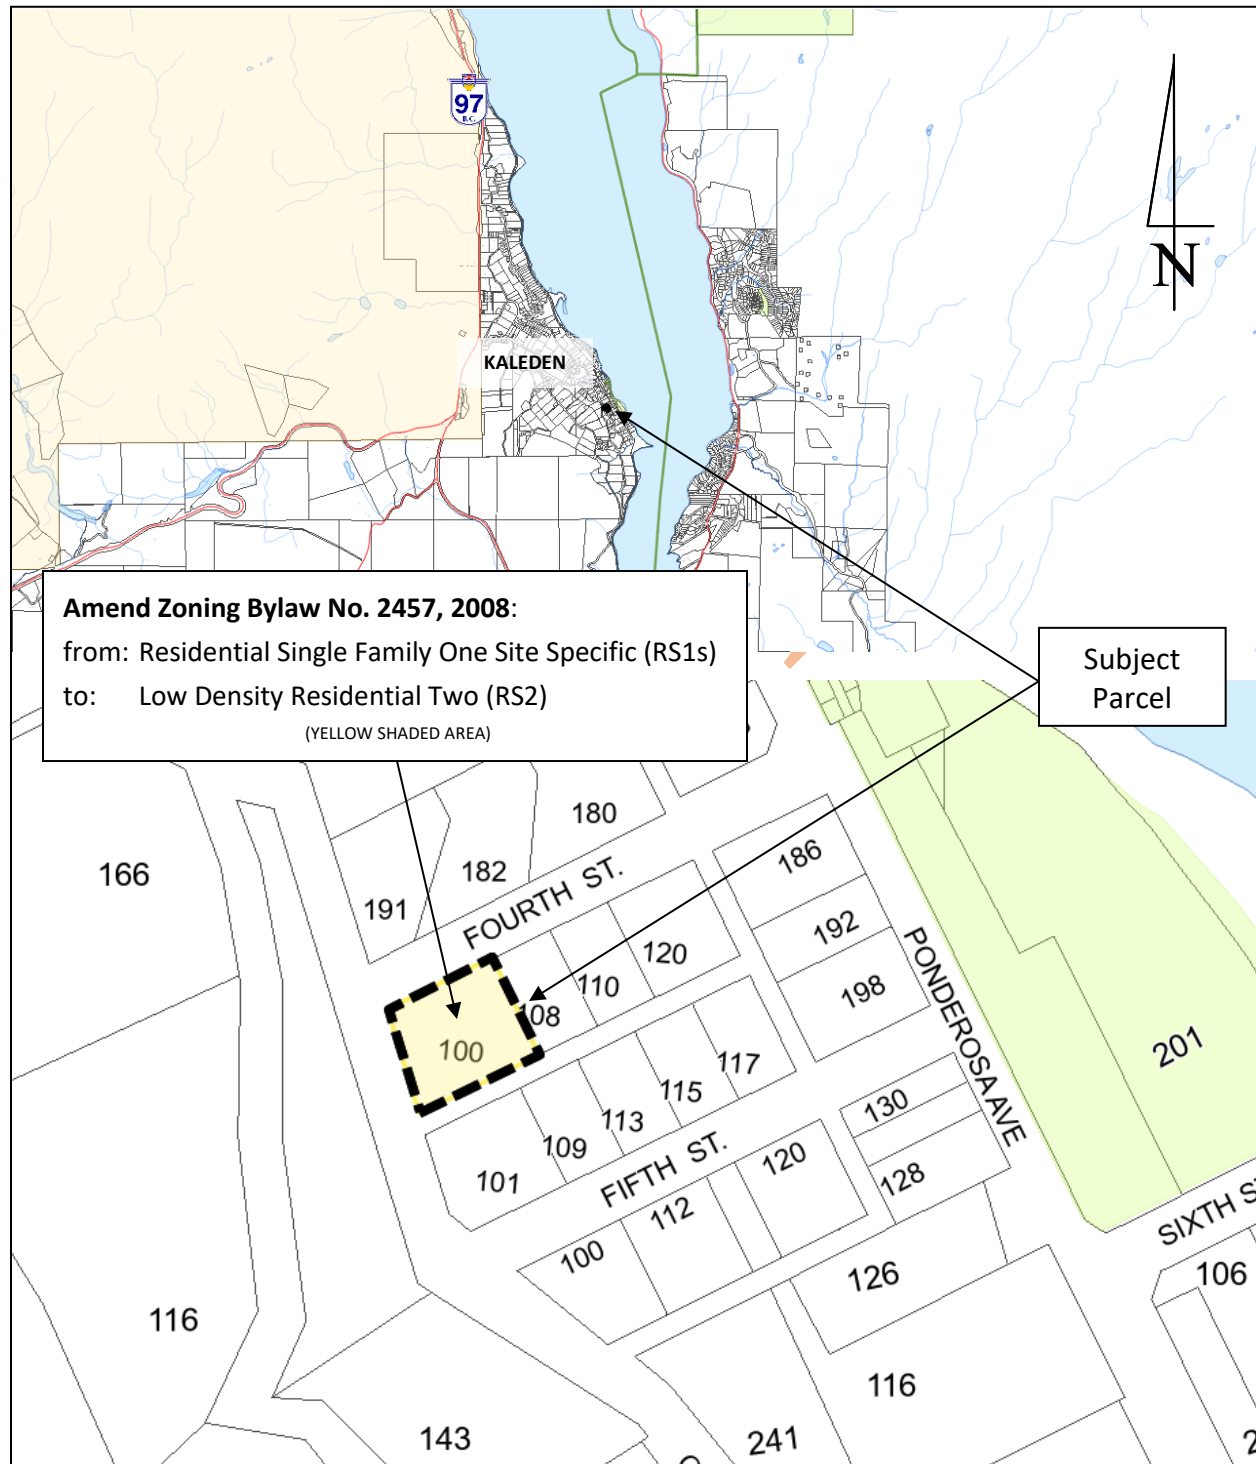 97
B.C.
N
KALEDEN
Amend Zoning Bylaw No. 2457, 2008:
from: Residential Single Family One Site Specific (RS1s)
to: Low Density Residential Two (RS2)
(YELLOW SHADED AREA)
Subject
Parcel
180
182
166
191
FOURTH ST.
186
192
198
120
110
108
100
PONDEROSA AVE
201
117
115
113
109
101
FIFTH ST.
130
128
120
112
100
SIXTH S
126
106
116
116
143
241